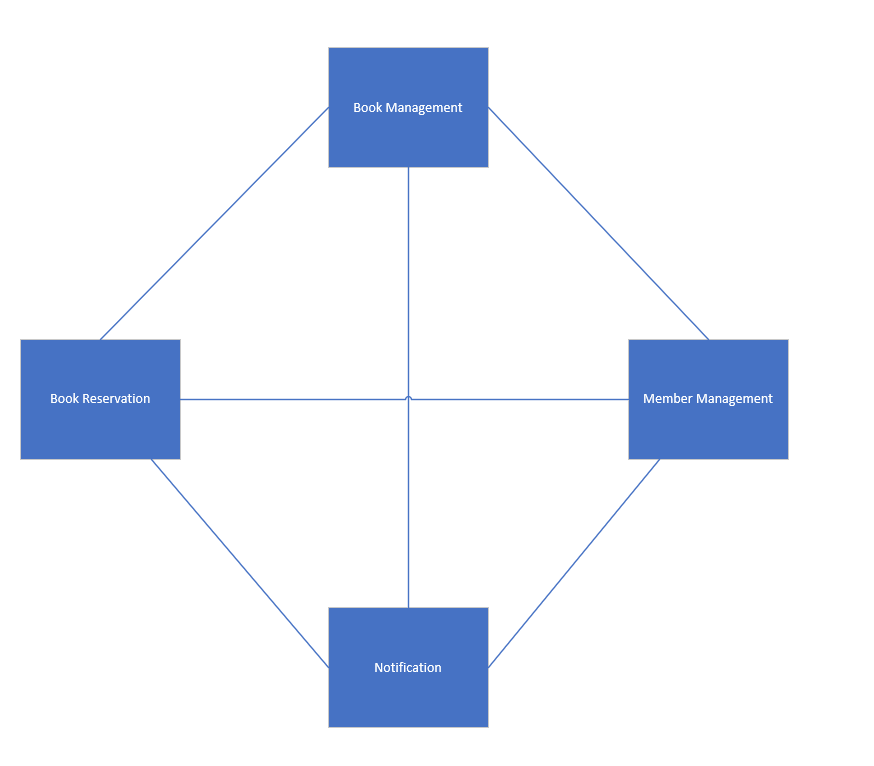 Book Management
Book Reservation
Member Management
Notification